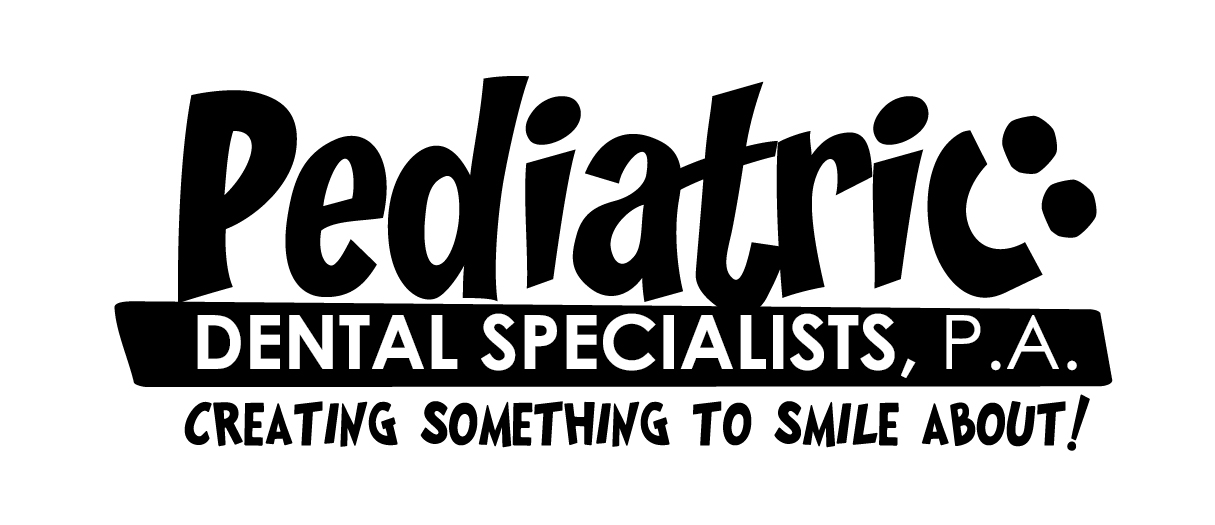 Pediatric
DENTAL SPECIALISTS, P.A.
CREATING SOMETHING TO SMILE ABOUT!